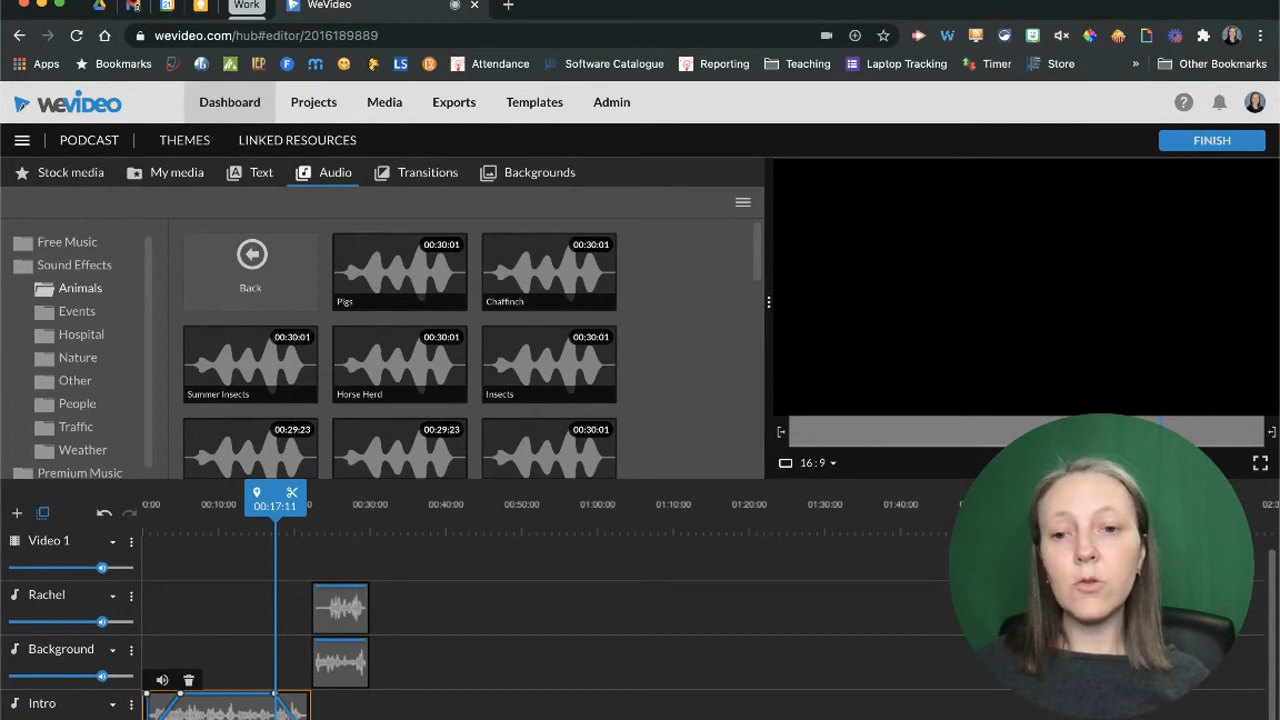 Work
WeVideo
wevideo.com/hub#editor/2016189889
Apps Bookmarks IEP LS Attendance Software Catalogue Reporting Teaching Laptop Tracking Timer Store » Other Bookmarks
WEVIDEO Dashboard Projects Media Exports Templates Admin
PODCAST THEMES LINKED RESOURCES FINISH
Stock media My media Text Audio Transitions Backgrounds
Free Music
Sound Effects
Animals
Events
Hospital
Nature
Other
People
Traffic
Weather
Premium Music
Back
00:30:01
Pigs
00:30:01
Chaffinch
00:30:01
Summer Insects
00:30:01
Horse Herd
00:30:01
Insects
00:29:23
00:29:23
00:30:01
16:9
00:17:11
0:00 00:10:00 00:30:00 00:40:00 00:50:00 01:00:00 01:10:00 01:20:00 01:30:00 01:40:00
Video 1
Rachel
Background
Intro